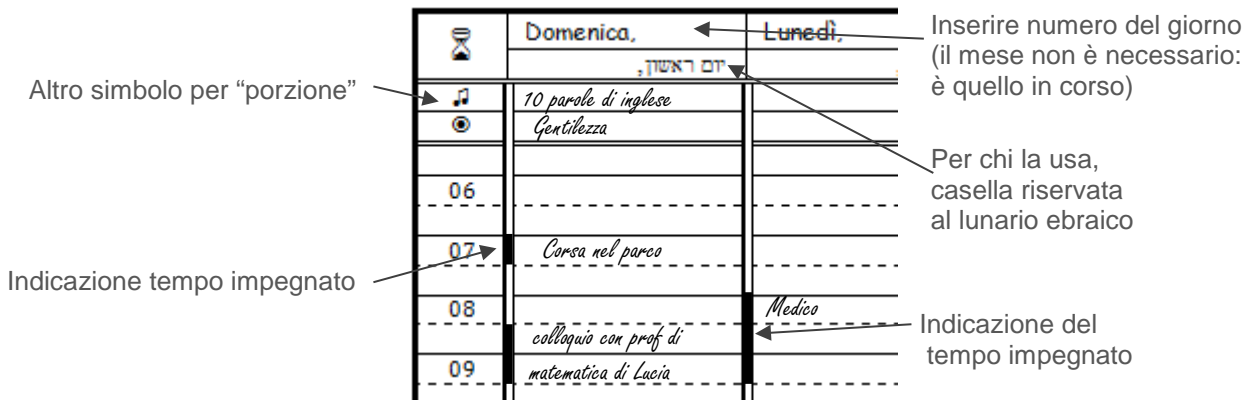 Domenica,
Lunedì,
Inserire numero del giorno
(il mese non è necessario:
è quello in corso)
יום ראשון,
Altro simbolo per “porzione”
10 parole di inglese
Gentilezza
Per chi la usa,
casella riservata
al lunario ebraico
06
07
Corsa nel parco
Indicazione tempo impegnato
08
Medico
Indicazione del
tempo impegnato
colloquio con prof di
09
matematica di Lucia